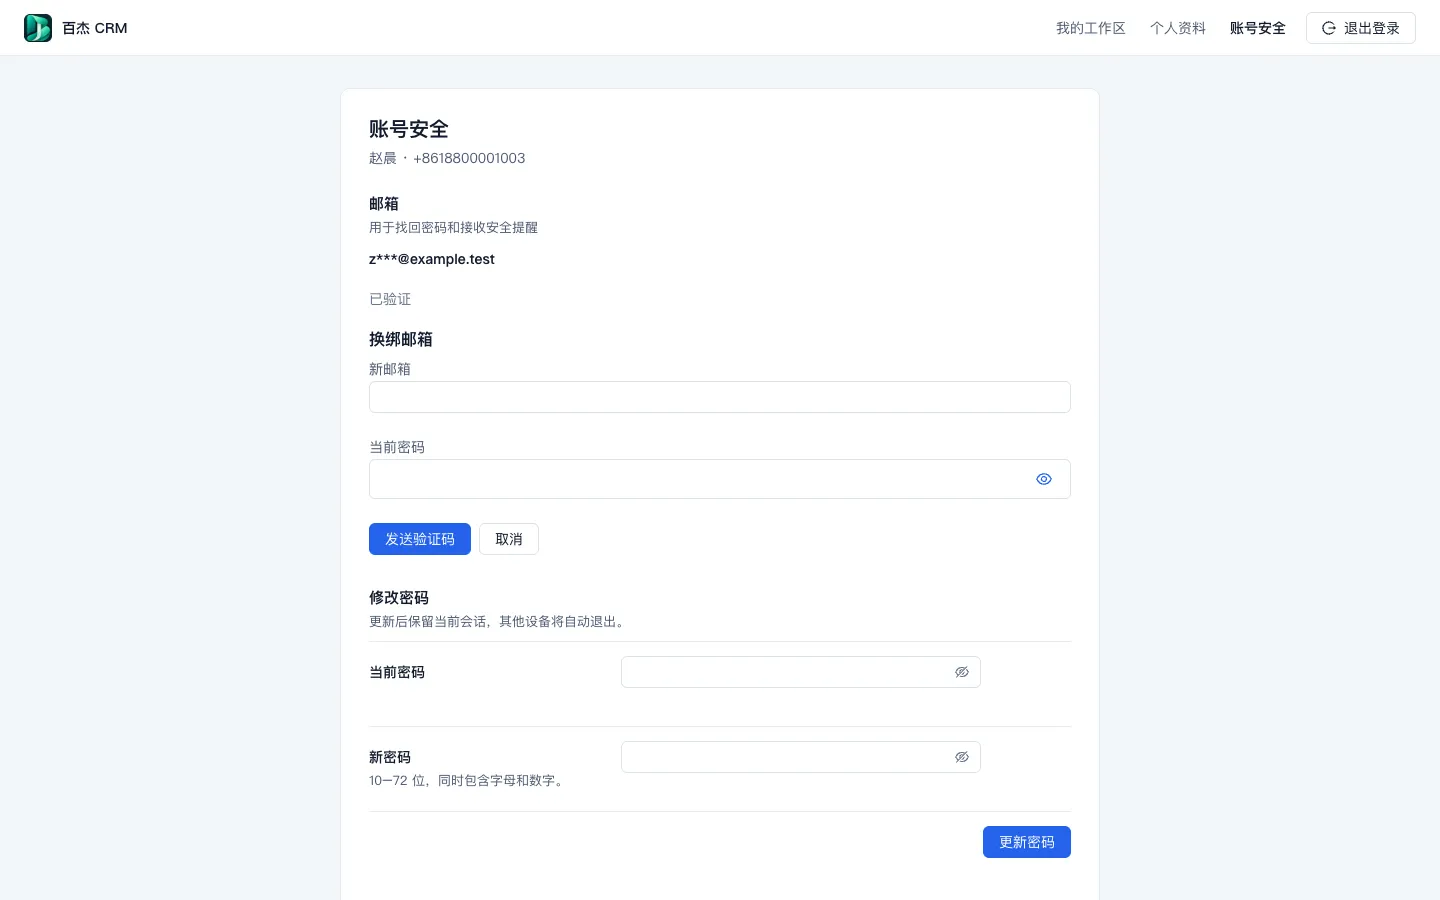 百杰 CRM
我的工作区
个人资料
账号安全
退出登录
账号安全
赵晨 · +8618800001003
邮箱
用于找回密码和接收安全提醒
z***@example.test
已验证
换绑邮箱
新邮箱
当前密码
发送验证码
取消
修改密码
更新后保留当前会话，其他设备将自动退出。
当前密码
新密码
10–72 位，同时包含字母和数字。
更新密码